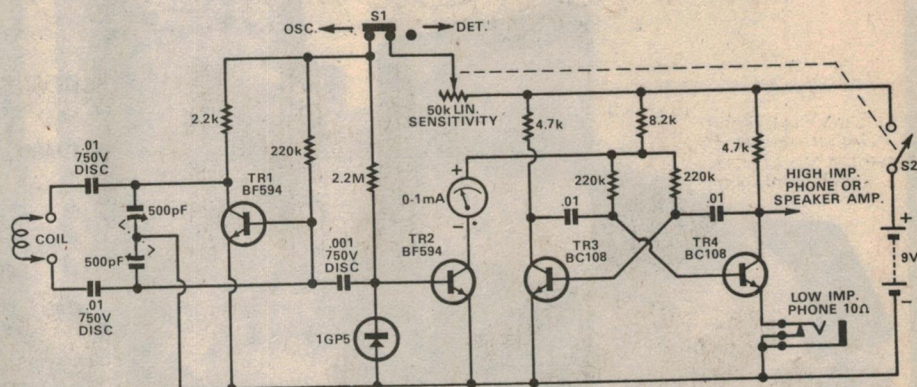 S1
OSC.
DET.
50k LIN.
SENSITIVITY
2.2k
220k
2.2M
4.7k
8.2k
4.7k
220k
220k
S2
.01
750V
DISC
500pF
COIL
500pF
.01
750V
DISC
TR1
BF594
.001
750V
DISC
+
0-1mA
−
TR2
BF594
1GP5
.01
.01
TR3
BC108
TR4
BC108
HIGH IMP.
PHONE OR
SPEAKER AMP.
+
9V
−
LOW IMP.
PHONE 10Ω